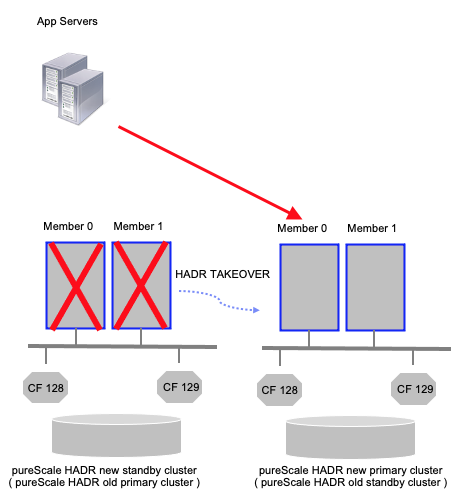 App Servers
Member 0
Member 1
Member 0
Member 1
HADR TAKEOVER
CF 128
CF 129
CF 128
CF 129
pureScale HADR new standby cluster
( pureScale HADR old primary cluster )
pureScale HADR new primary cluster
( pureScale HADR old standby cluster )